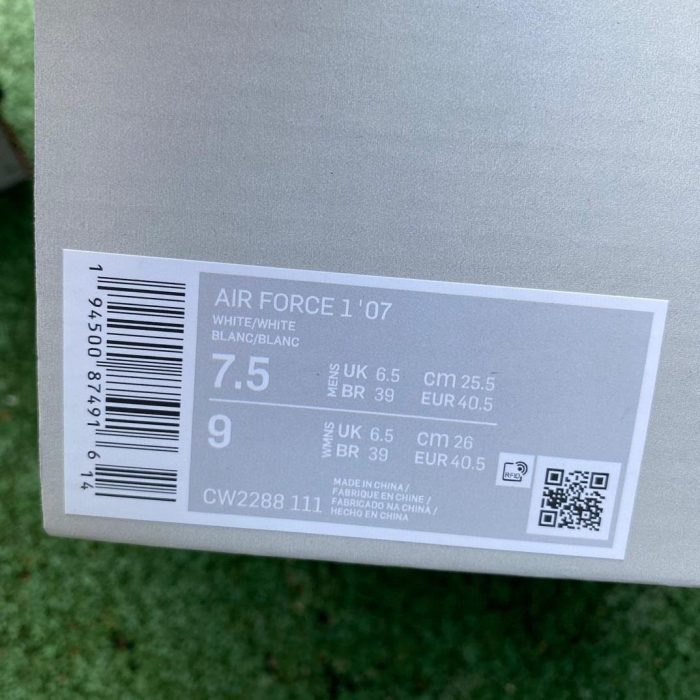 1 94500 87491 6 14
AIR FORCE 1 '07
WHITE/WHITE
BLANC/BLANC
7.5 MENS UK 6.5 cm 25.5
BR 39 EUR 40.5
9 WMNS UK 6.5 cm 26
BR 39 EUR 40.5
CW2288 111
MADE IN CHINA /
FABRIQUE EN CHINE /
FABRICADO NA CHINA /
HECHO EN CHINA
RFID